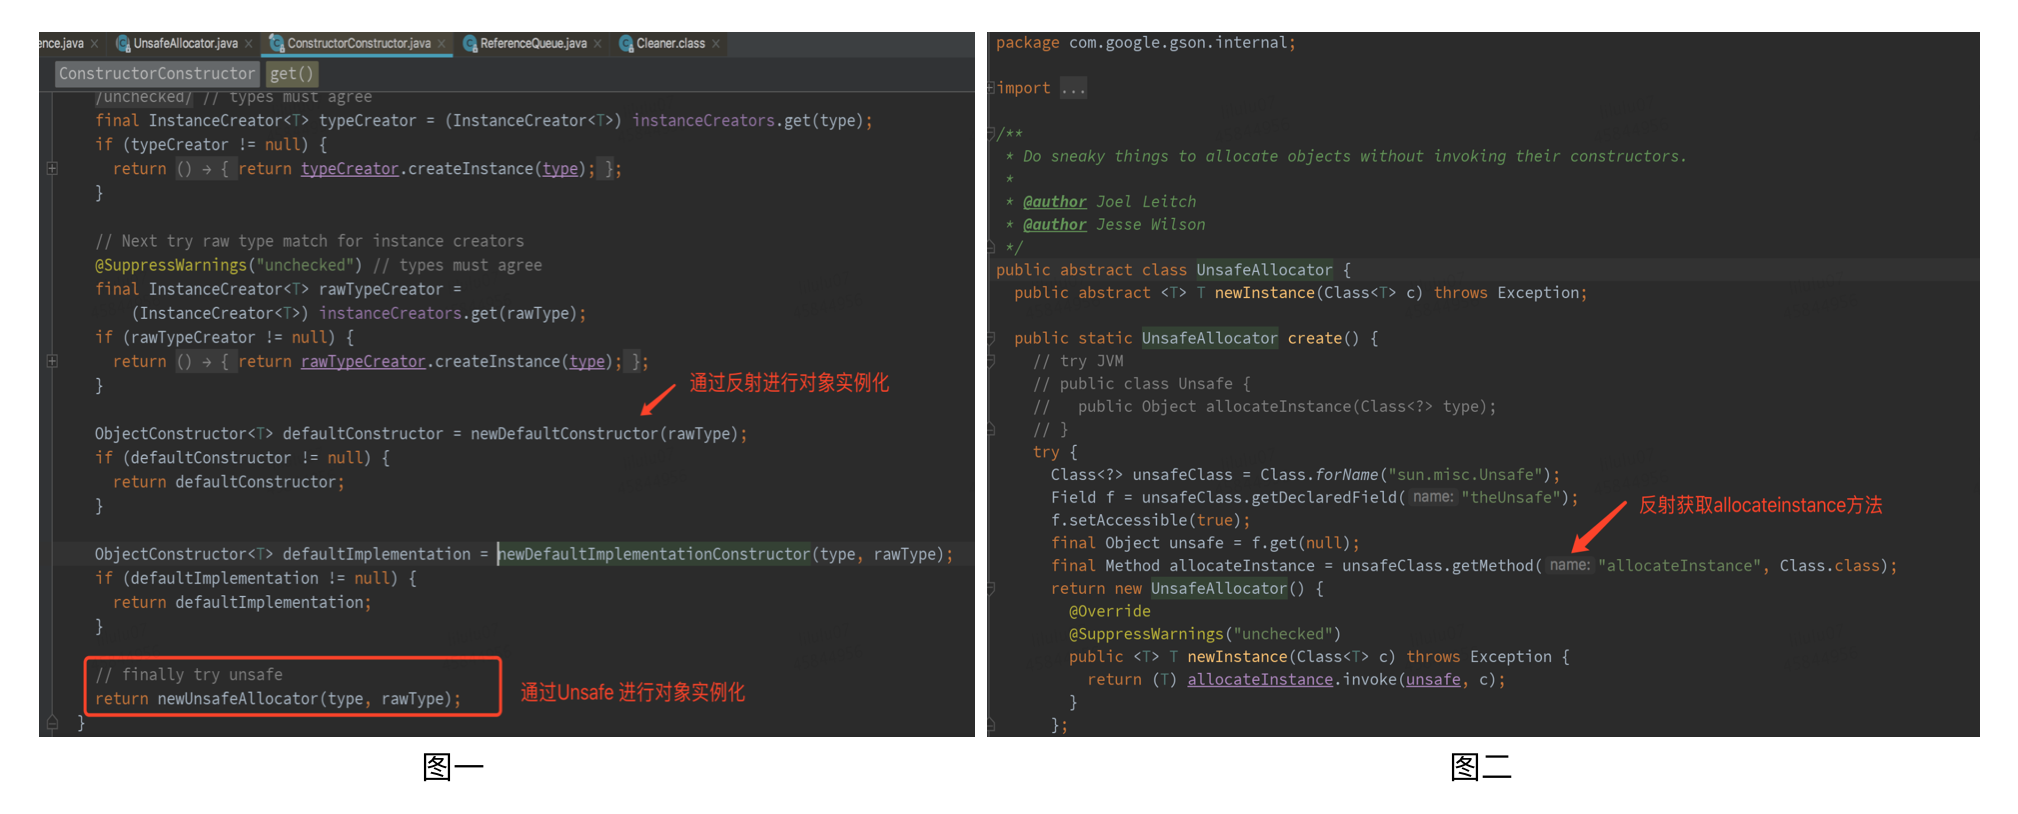 ence.java
UnsafeAllocator.java
ConstructorConstructor.java
ReferenceQueue.java
Cleaner.class
ConstructorConstructor get()
/unchecked/ // types must agree
final InstanceCreator<T> typeCreator = (InstanceCreator<T>) instanceCreators.get(type);
if (typeCreator != null) {
return () → { return typeCreator.createInstance(type); };
}
// Next try raw type match for instance creators
@SuppressWarnings("unchecked") // types must agree
final InstanceCreator<T> rawTypeCreator =
(InstanceCreator<T>) instanceCreators.get(rawType);
if (rawTypeCreator != null) {
return () → { return rawTypeCreator.createInstance(type); };
}
通过反射进行对象实例化
ObjectConstructor<T> defaultConstructor = newDefaultConstructor(rawType);
if (defaultConstructor != null) {
return defaultConstructor;
}
ObjectConstructor<T> defaultImplementation = newDefaultImplementationConstructor(type, rawType);
if (defaultImplementation != null) {
return defaultImplementation;
}
// finally try unsafe
return newUnsafeAllocator(type, rawType);
通过Unsafe 进行对象实例化
}
图一
package com.google.gson.internal;
import ...
/**
* Do sneaky things to allocate objects without invoking their constructors.
*
* @author Joel Leitch
* @author Jesse Wilson
*/
public abstract class UnsafeAllocator {
public abstract <T> T newInstance(Class<T> c) throws Exception;
public static UnsafeAllocator create() {
// try JVM
// public class Unsafe {
// public Object allocateInstance(Class<?> type);
// }
try {
Class<?> unsafeClass = Class.forName("sun.misc.Unsafe");
Field f = unsafeClass.getDeclaredField( name: "theUnsafe");
f.setAccessible(true);
反射获取allocateinstance方法
final Object unsafe = f.get(null);
final Method allocateInstance = unsafeClass.getMethod( name: "allocateInstance", Class.class);
return new UnsafeAllocator() {
@Override
@SuppressWarnings("unchecked")
public <T> T newInstance(Class<T> c) throws Exception {
return (T) allocateInstance.invoke(unsafe, c);
}
};
图二